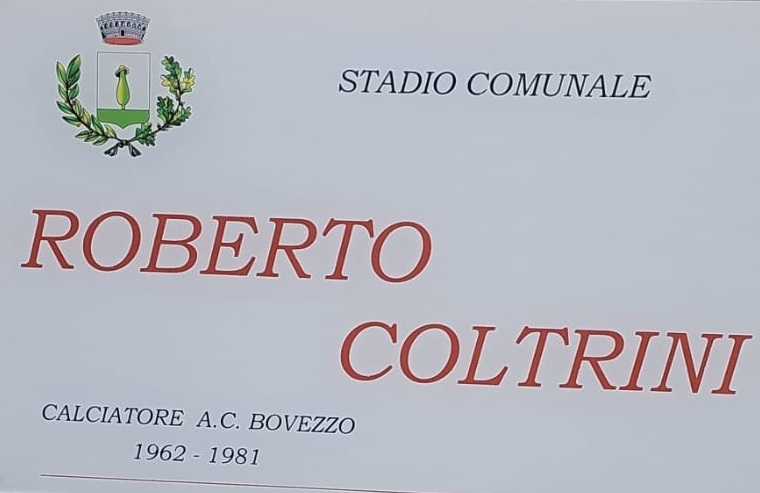 STADIO COMUNALE
ROBERTO
COLTRINI
CALCIATORE A.C. BOVEZZO
1962 - 1981